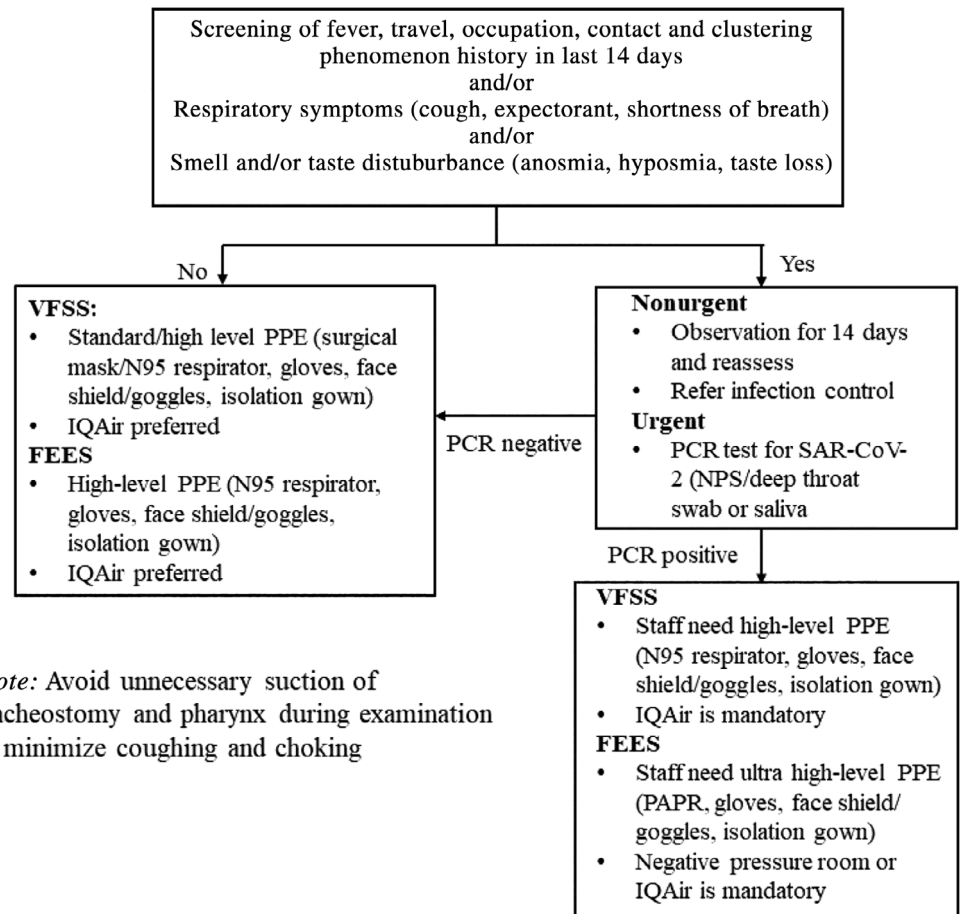 Screening of fever, travel, occupation, contact and clustering
phenomenon history in last 14 days
and/or
Respiratory symptoms (cough, expectorant, shortness of breath)
and/or
Smell and/or taste disuturbance (anosmia, hyposmia, taste loss)
No
Yes
VFSS:
• Standard/high level PPE (surgical
mask/N95 respirator, gloves, face
shield/goggles, isolation gown)
• IQAir preferred
FEES
• High-level PPE (N95 respirator,
gloves, face shield/goggles,
isolation gown)
• IQAir preferred
PCR negative
Nonurgent
• Observation for 14 days
and reassess
• Refer infection control
Urgent
• PCR test for SAR-CoV-
2 (NPS/deep throat
swab or saliva
PCR positive
VFSS
• Staff need high-level PPE
(N95 respirator, gloves, face
shield/goggles, isolation gown)
• IQAir is mandatory
FEES
• Staff need ultra high-level PPE
(PAPR, gloves, face shield/
goggles, isolation gown)
• Negative pressure room or
IQAir is mandatory
ote: Avoid unnecessary suction of
cheostomy and pharynx during examination
minimize coughing and choking